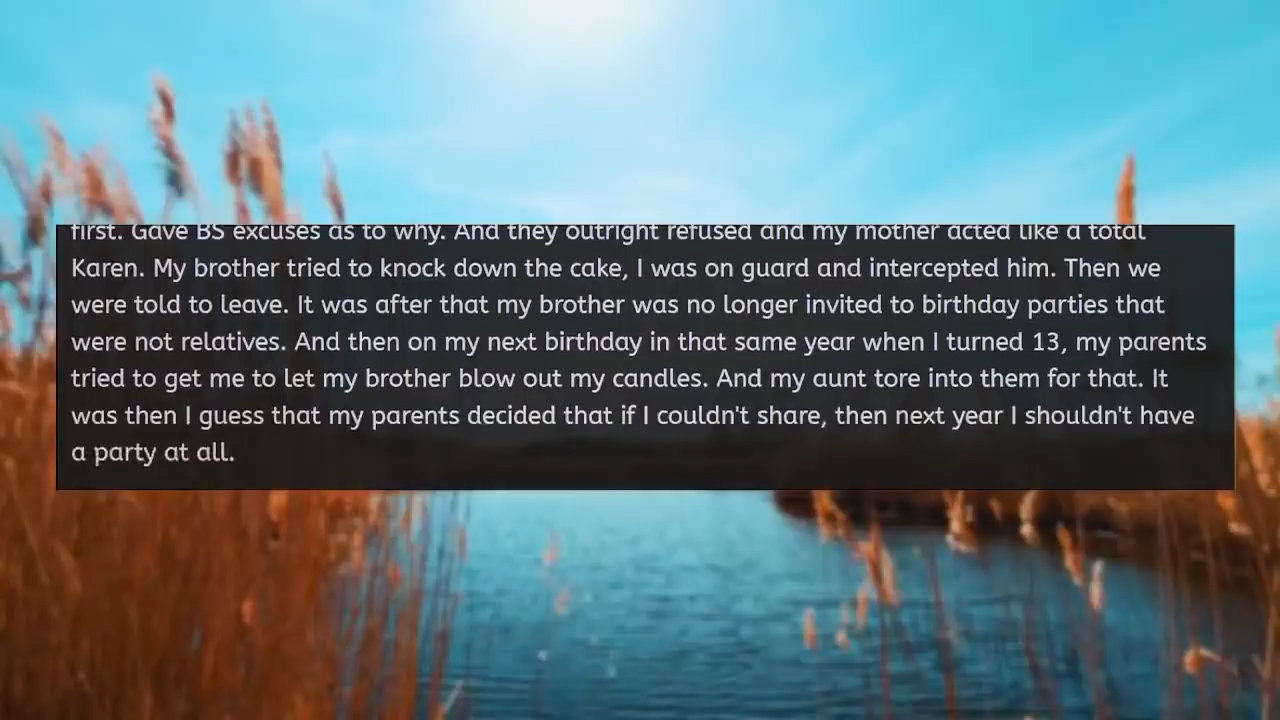 first. Gave BS excuses as to why. And they outright refused and my mother acted like a total
Karen. My brother tried to knock down the cake, I was on guard and intercepted him. Then we
were told to leave. It was after that my brother was no longer invited to birthday parties that
were not relatives. And then on my next birthday in that same year when I turned 13, my parents
tried to get me to let my brother blow out my candles. And my aunt tore into them for that. It
was then I guess that my parents decided that if I couldn't share, then next year I shouldn't have
a party at all.